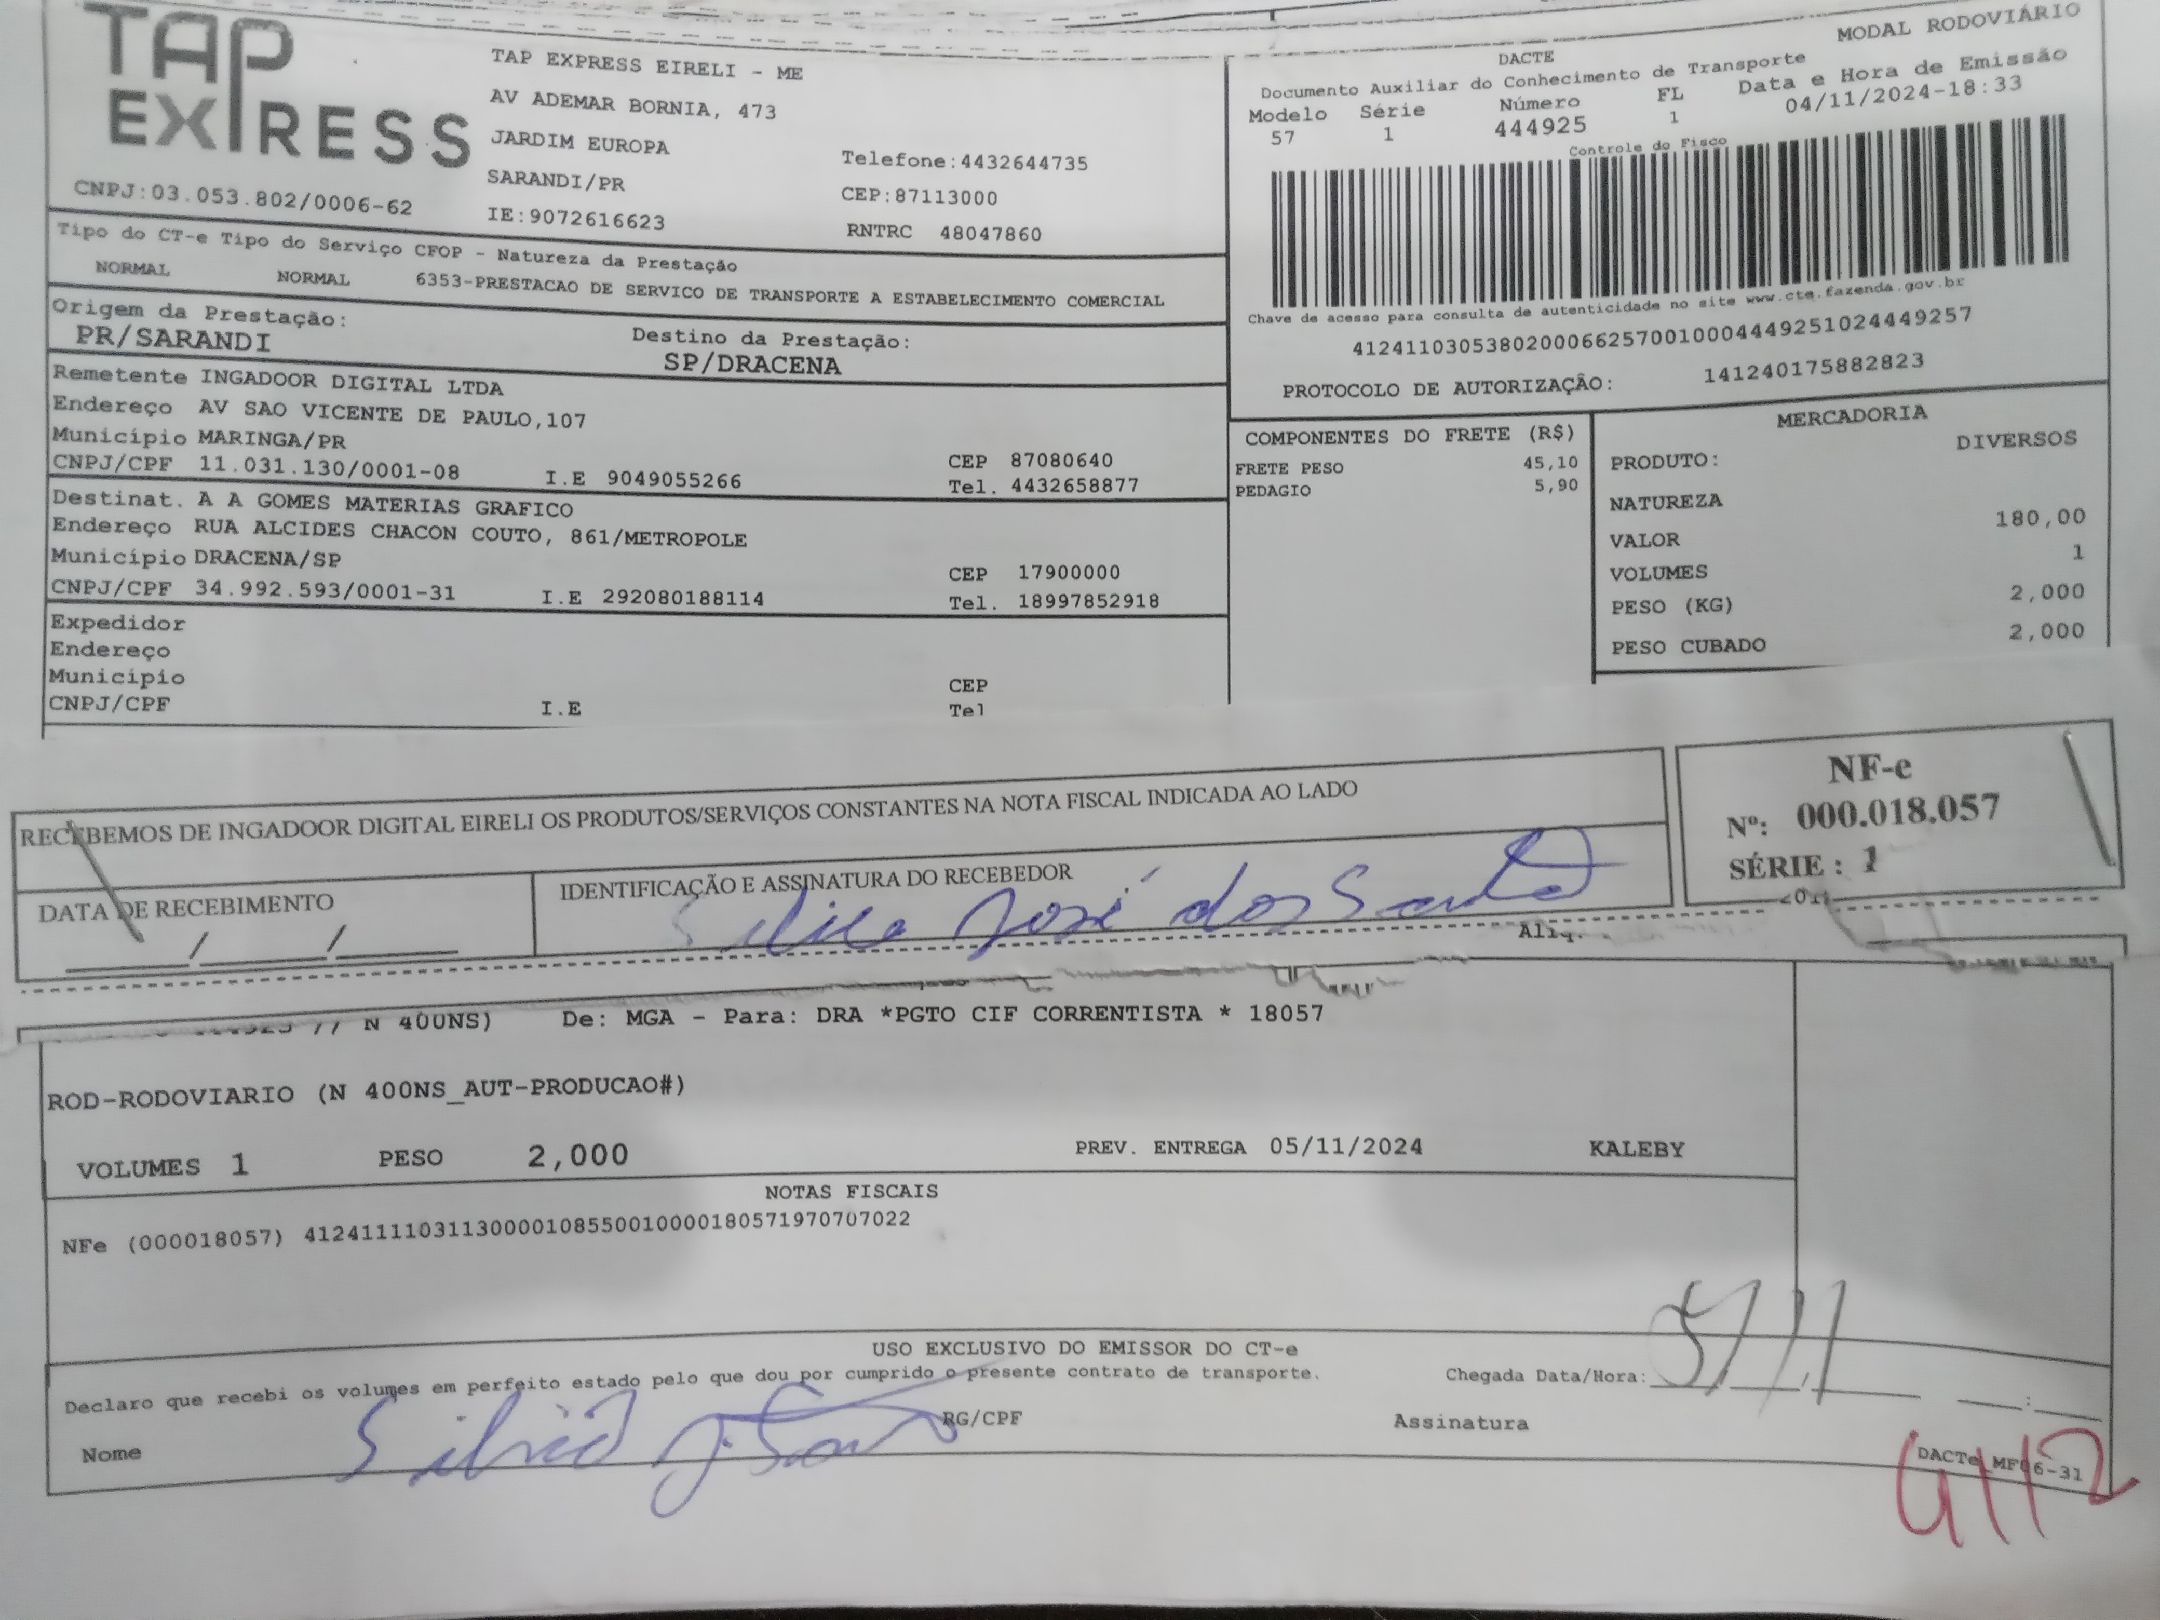 TAP
EXPRESS
CNPJ:03.053.802/0006-62
TAP EXPRESS EIRELI - ME
AV ADEMAR BORNIA, 473
JARDIM EUROPA
SARANDI/PR
IE:9072616623
Telefone:4432644735
CEP:87113000
RNTRC 48047860
MODAL RODOVIÁRIO
DACTE
Documento Auxiliar do Conhecimento de Transporte
Modelo Série Número FL Data e Hora de Emissão
57 1 444925 1 04/11/2024-18:33
Controle do Fisco
Chave de acesso para consulta de autenticidade no site www.cte.fazenda.gov.br
41241103053802000662570010004449251024449257
PROTOCOLO DE AUTORIZAÇÃO: 141240175882823
Tipo do CT-e Tipo do Serviço CFOP - Natureza da Prestação
NORMAL NORMAL 6353-PRESTACAO DE SERVICO DE TRANSPORTE A ESTABELECIMENTO COMERCIAL
Origem da Prestação: Destino da Prestação:
PR/SARANDI SP/DRACENA
Remetente INGADOOR DIGITAL LTDA
Endereço AV SAO VICENTE DE PAULO,107
Município MARINGA/PR
CNPJ/CPF 11.031.130/0001-08 I.E 9049055266
CEP 87080640
Tel. 4432658877
Destinat. A A GOMES MATERIAS GRAFICO
Endereço RUA ALCIDES CHACON COUTO, 861/METROPOLE
Município DRACENA/SP
CNPJ/CPF 34.992.593/0001-31 I.E 292080188114
CEP 17900000
Tel. 18997852918
Expedidor
Endereço
Município CEP
CNPJ/CPF I.E Tel
COMPONENTES DO FRETE (R$)
FRETE PESO 45,10
PEDAGIO 5,90
MERCADORIA
PRODUTO: DIVERSOS
NATUREZA
VALOR 180,00
VOLUMES 1
PESO (KG) 2,000
PESO CUBADO 2,000
RECEBEMOS DE INGADOOR DIGITAL EIRELI OS PRODUTOS/SERVIÇOS CONSTANTES NA NOTA FISCAL INDICADA AO LADO
DATA DE RECEBIMENTO
IDENTIFICAÇÃO E ASSINATURA DO RECEBEDOR
José dos
NF-e
Nº: 000.018.057
SÉRIE : 1
N 400NS) De: MGA - Para: DRA *PGTO CIF CORRENTISTA * 18057
ROD-RODOVIARIO (N 400NS_AUT-PRODUCAO#)
VOLUMES 1 PESO 2,000 PREV. ENTREGA 05/11/2024 KALEBY
NOTAS FISCAIS
NFe (000018057) 41241111031130000108550010000180571970707022
USO EXCLUSIVO DO EMISSOR DO CT-e
Declaro que recebi os volumes em perfeito estado pelo que dou por cumprido o presente contrato de transporte.
Chegada Data/Hora: 5/11
Nome RG/CPF Assinatura
DACTe_MF06-31